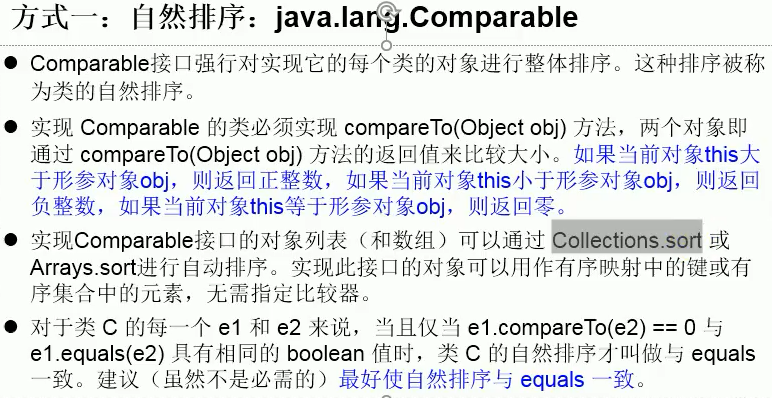 方式一：自然排序：java.lang.Comparable
● Comparable接口强行对实现它的每个类的对象进行整体排序。这种排序被称
为类的自然排序。
● 实现 Comparable 的类必须实现 compareTo(Object obj) 方法，两个对象即
通过 compareTo(Object obj) 方法的返回值来比较大小。如果当前对象this大
于形参对象obj，则返回正整数，如果当前对象this小于形参对象obj，则返回
负整数，如果当前对象this等于形参对象obj，则返回零。
● 实现Comparable接口的对象列表（和数组）可以通过 Collections.sort 或
Arrays.sort进行自动排序。实现此接口的对象可以用作有序映射中的键或有
序集合中的元素，无需指定比较器。
● 对于类 C 的每一个 e1 和 e2 来说，当且仅当 e1.compareTo(e2) == 0 与
e1.equals(e2) 具有相同的 boolean 值时，类 C 的自然排序才叫做与 equals
一致。建议（虽然不是必需的）最好使自然排序与 equals 一致。